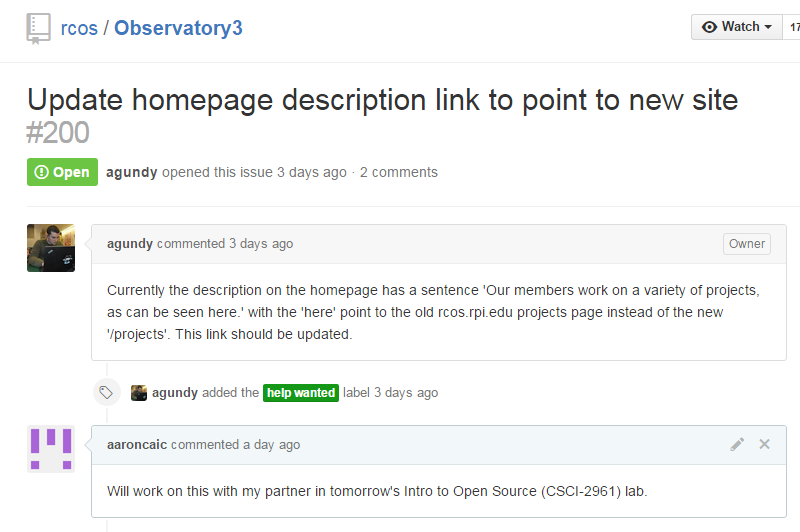 rcos / Observatory3
Watch
17
Update homepage description link to point to new site
#200
Open agundy opened this issue 3 days ago · 2 comments
agundy commented 3 days ago
Owner
Currently the description on the homepage has a sentence 'Our members work on a variety of projects,
as can be seen here.' with the 'here' point to the old rcos.rpi.edu projects page instead of the new
'/projects'. This link should be updated.
agundy added the help wanted label 3 days ago
aaroncaic commented a day ago
Will work on this with my partner in tomorrow's Intro to Open Source (CSCI-2961) lab.